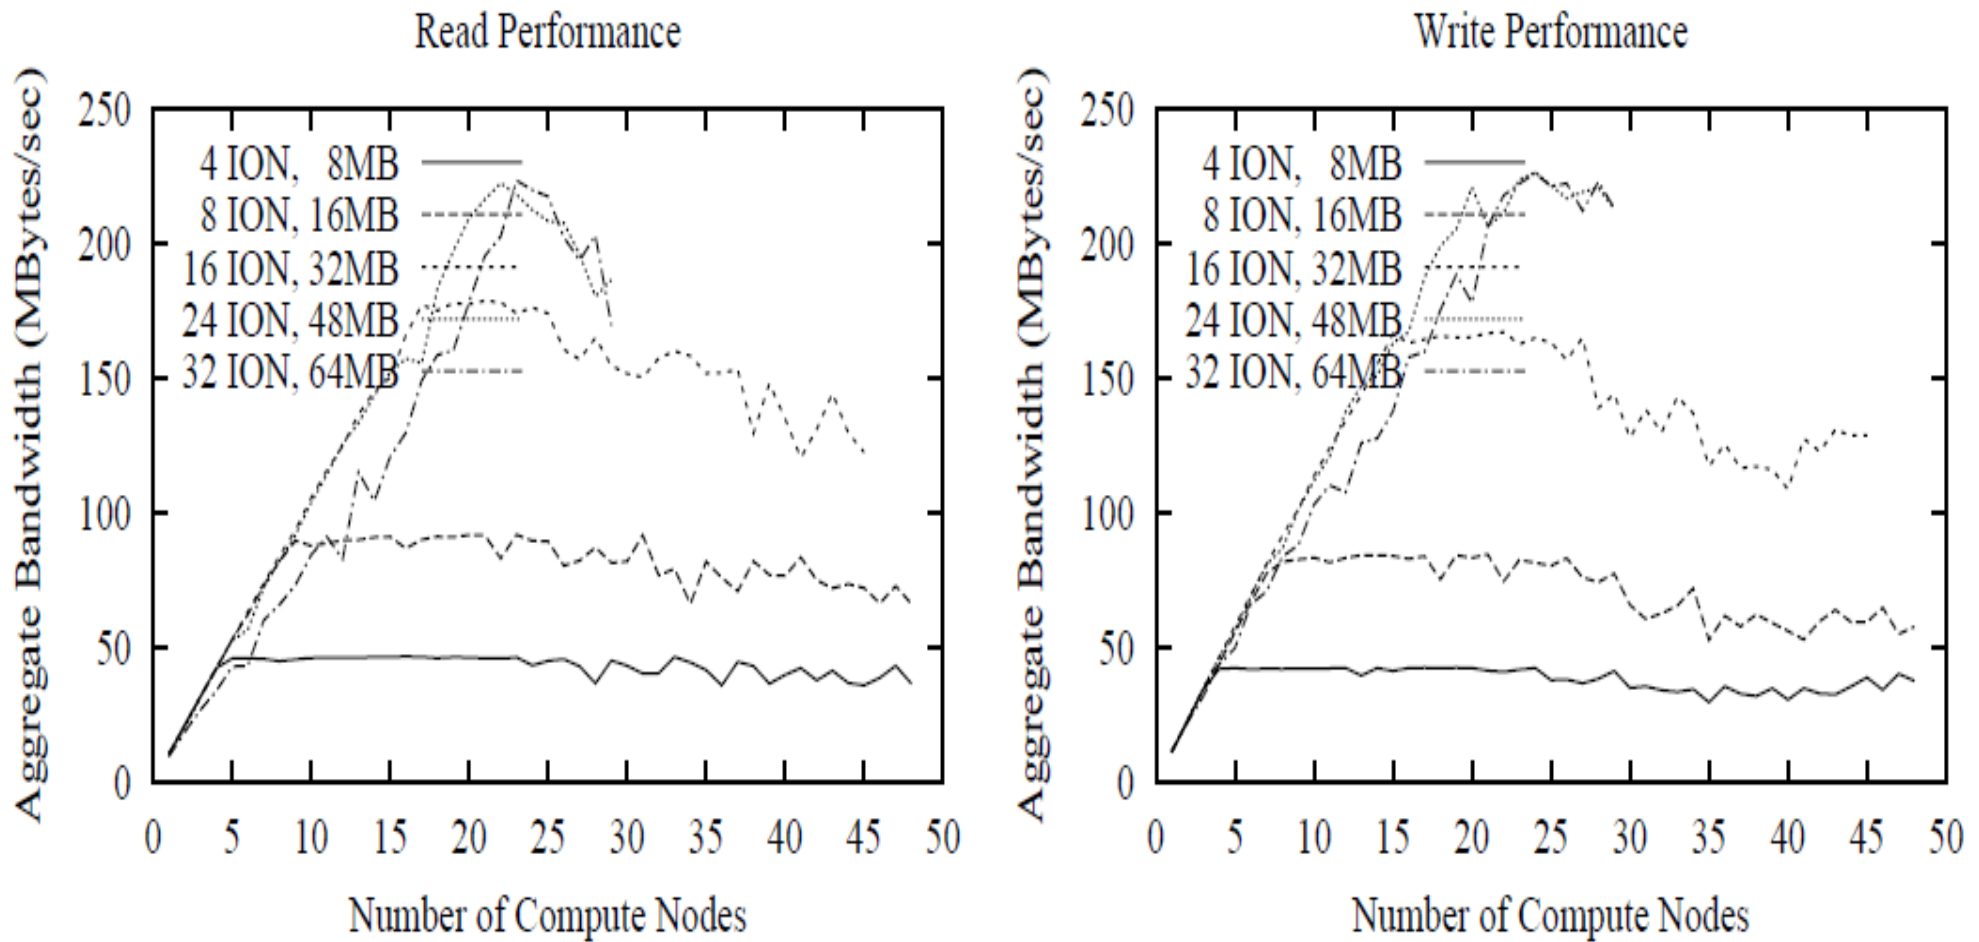 Read Performance
Aggregate Bandwidth (MBytes/sec)
250
200
150
100
50
0
4 ION, 8MB
8 ION, 16MB
16 ION, 32MB
24 ION, 48MB
32 ION, 64MB
0 5 10 15 20 25 30 35 40 45 50
Number of Compute Nodes
Write Performance
Aggregate Bandwidth (MBytes/sec)
250
200
150
100
50
0
4 ION, 8MB
8 ION, 16MB
16 ION, 32MB
24 ION, 48MB
32 ION, 64MB
0 5 10 15 20 25 30 35 40 45 50
Number of Compute Nodes